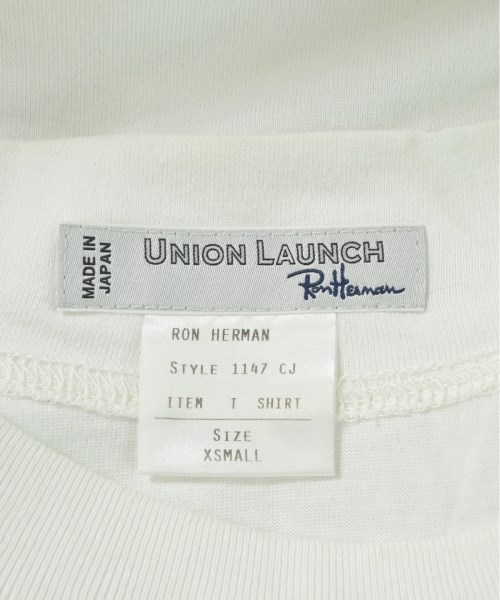 MADE IN
JAPAN
UNION LAUNCH
Ron Herman
RON HERMAN
STYLE 1147 CJ
ITEM T SHIRT
SIZE
XSMALL